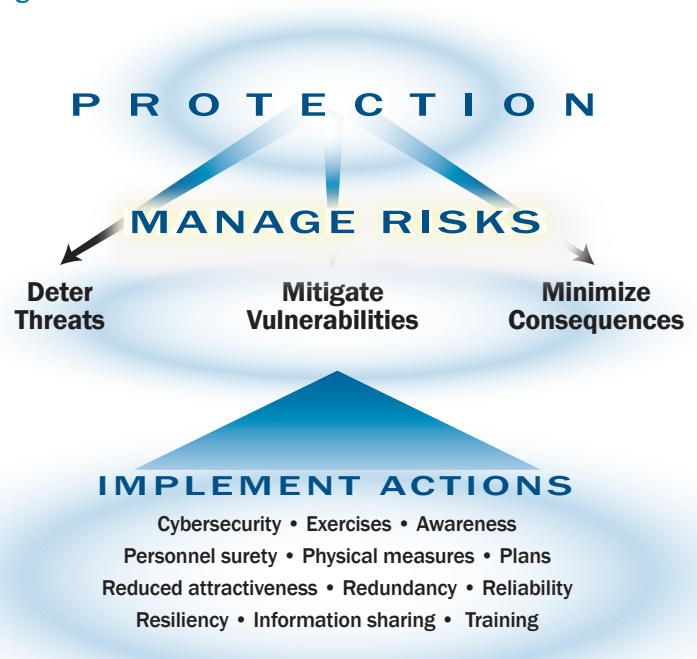 PROTECTION
MANAGE RISKS
Deter
Threats
Mitigate
Vulnerabilities
Minimize
Consequences
IMPLEMENT ACTIONS
Cybersecurity • Exercises • Awareness
Personnel surety • Physical measures • Plans
Reduced attractiveness • Redundancy • Reliability
Resiliency • Information sharing • Training